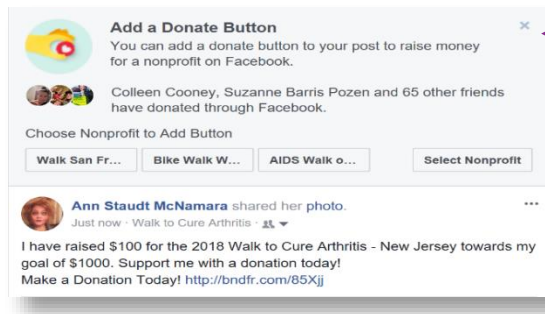 Add a Donate Button
You can add a donate button to your post to raise money
for a nonprofit on Facebook.
Colleen Cooney, Suzanne Barris Pozen and 65 other friends
have donated through Facebook.
Choose Nonprofit to Add Button
Walk San Fr...
Bike Walk W...
AIDS Walk o...
Select Nonprofit
Ann Staudt McNamara shared her photo.
Just now · Walk to Cure Arthritis ·
I have raised $100 for the 2018 Walk to Cure Arthritis - New Jersey towards my
goal of $1000. Support me with a donation today!
Make a Donation Today! http://bndfr.com/85Xjj